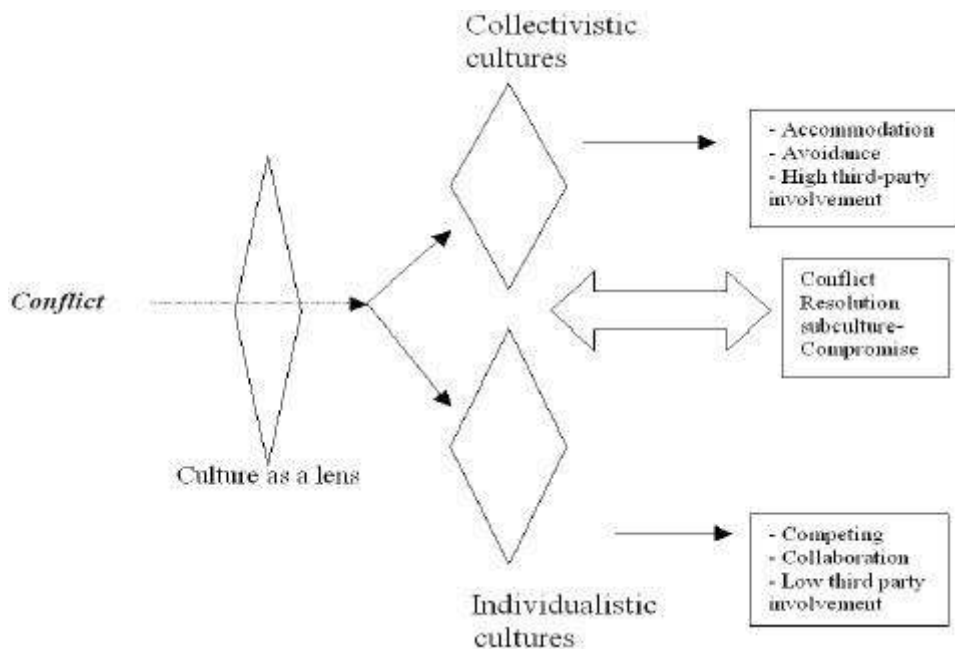 Collectivistic
cultures
- Accommodation
- Avoidance
- High third-party
involvement
Conflict
Conflict
Resolution
subculture-
Compromise
Culture as a lens
- Competing
- Collaboration
- Low third party
involvement
Individualistic
cultures